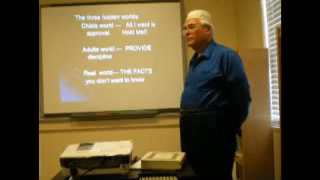 The three hidden worlds
Childs world — All I want is
approval Hold Me!!
Adults world — PROVIDE
discipline
Real world — THE FACTS
you don't want to know